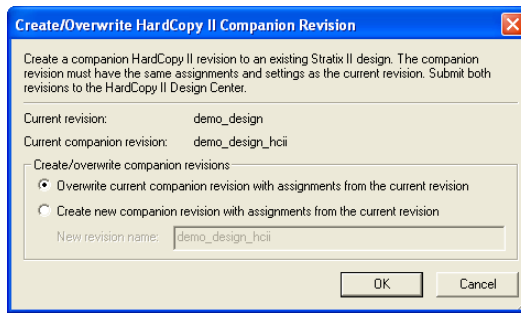 Create/Overwrite HardCopy II Companion Revision
Create a companion HardCopy II revision to an existing Stratix II design. The companion
revision must have the same assignments and settings as the current revision. Submit both
revisions to the HardCopy II Design Center.
Current revision: demo_design
Current companion revision: demo_design_hcii
Create/overwrite companion revisions
Overwrite current companion revision with assignments from the current revision
Create new companion revision with assignments from the current revision
New revision name: demo_design_hcii
OK Cancel